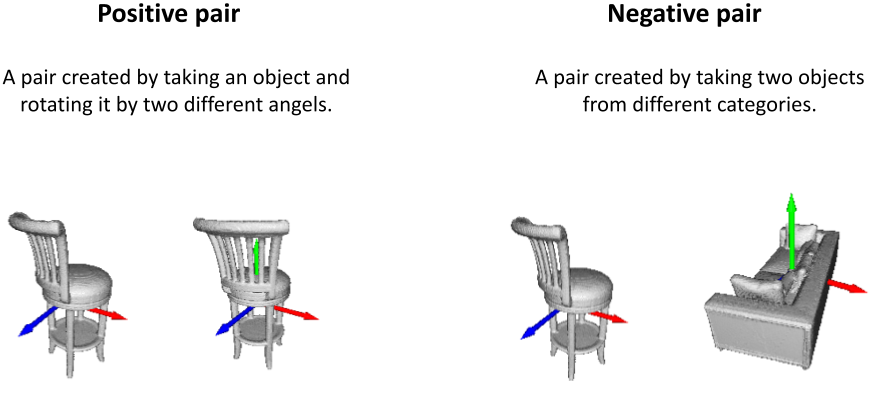 Positive pair
A pair created by taking an object and
rotating it by two different angels.
Negative pair
A pair created by taking two objects
from different categories.